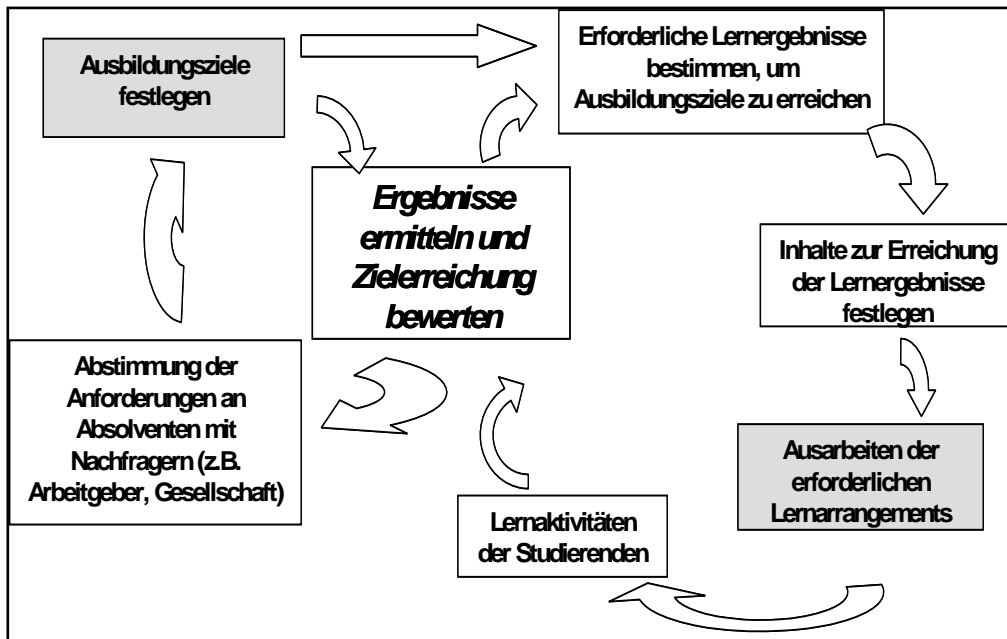 Ausbildungsziele
festlegen
Erforderliche Lernergebnisse
bestimmen, um
Ausbildungsziele zu erreichen
Ergebnisse
ermitteln und
Zielerreichung
bewerten
Inhalte zur Erreichung
der Lernergebnisse
festlegen
Abstimmung der
Anforderungen an
Absolventen mit
Nachfragern (z.B.
Arbeitgeber, Gesellschaft)
Ausarbeiten der
erforderlichen
Lernarrangements
Lernaktivitäten
der Studierenden